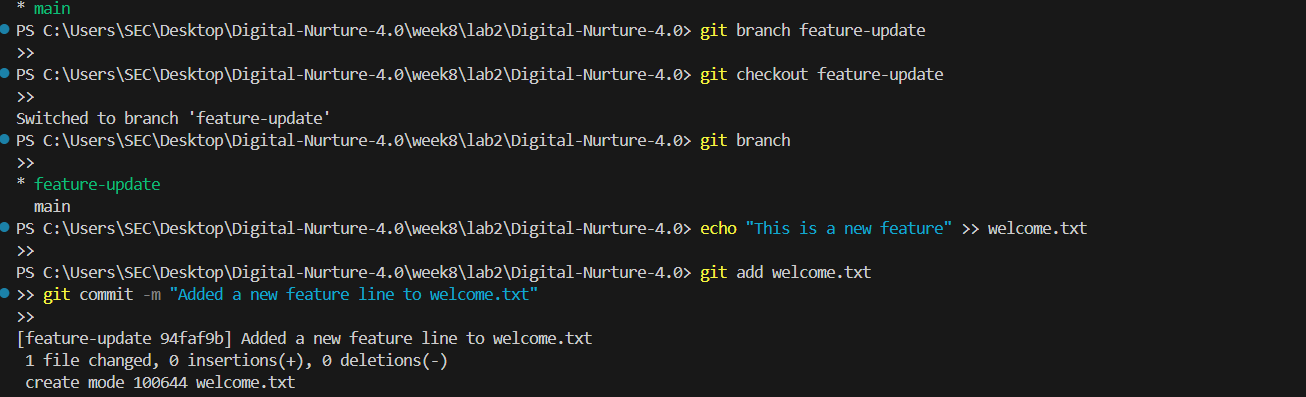 * main
PS C:\Users\SEC\Desktop\Digital-Nurture-4.0\week8\lab2\Digital-Nurture-4.0> git branch feature-update
>>
PS C:\Users\SEC\Desktop\Digital-Nurture-4.0\week8\lab2\Digital-Nurture-4.0> git checkout feature-update
>>
Switched to branch 'feature-update'
PS C:\Users\SEC\Desktop\Digital-Nurture-4.0\week8\lab2\Digital-Nurture-4.0> git branch
>>
* feature-update
  main
PS C:\Users\SEC\Desktop\Digital-Nurture-4.0\week8\lab2\Digital-Nurture-4.0> echo "This is a new feature" >> welcome.txt
>>
PS C:\Users\SEC\Desktop\Digital-Nurture-4.0\week8\lab2\Digital-Nurture-4.0> git add welcome.txt
>> git commit -m "Added a new feature line to welcome.txt"
>>
[feature-update 94faf9b] Added a new feature line to welcome.txt
 1 file changed, 0 insertions(+), 0 deletions(-)
 create mode 100644 welcome.txt